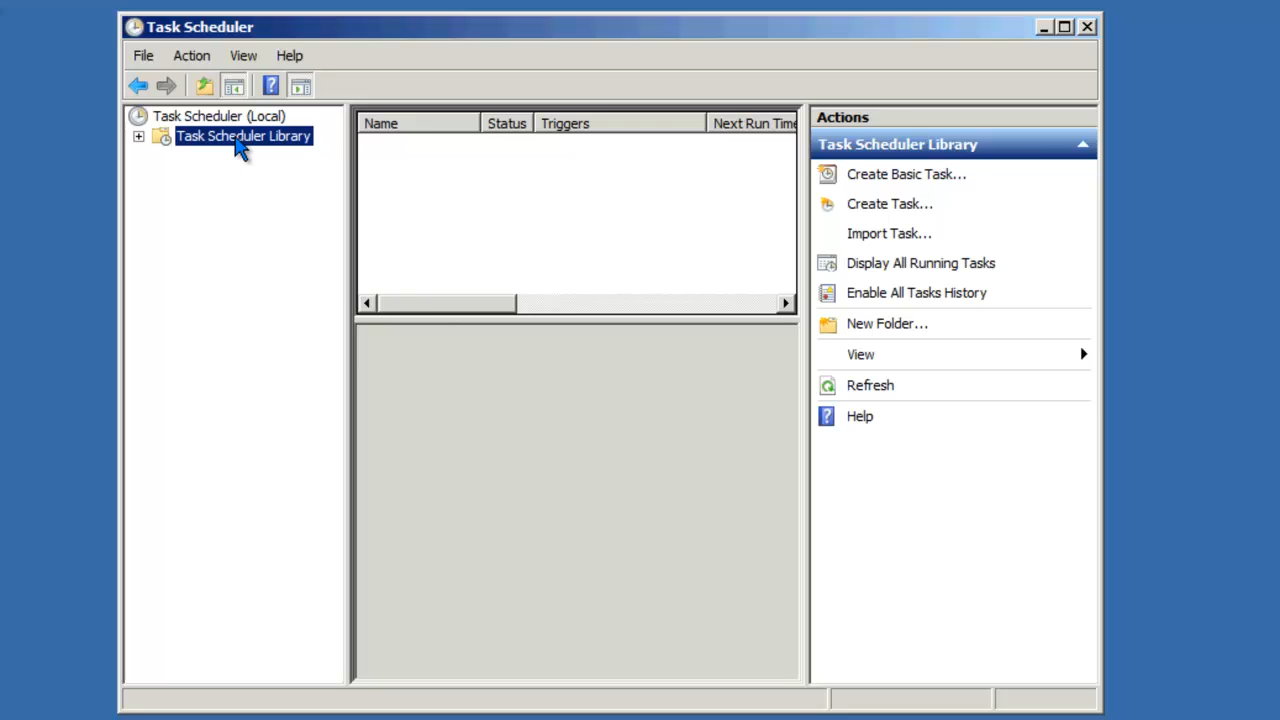 Task Scheduler
File Action View Help
Task Scheduler (Local)
Task Scheduler Library
Name Status Triggers Next Run Time
Actions
Task Scheduler Library
Create Basic Task...
Create Task...
Import Task...
Display All Running Tasks
Enable All Tasks History
New Folder...
View
Refresh
Help